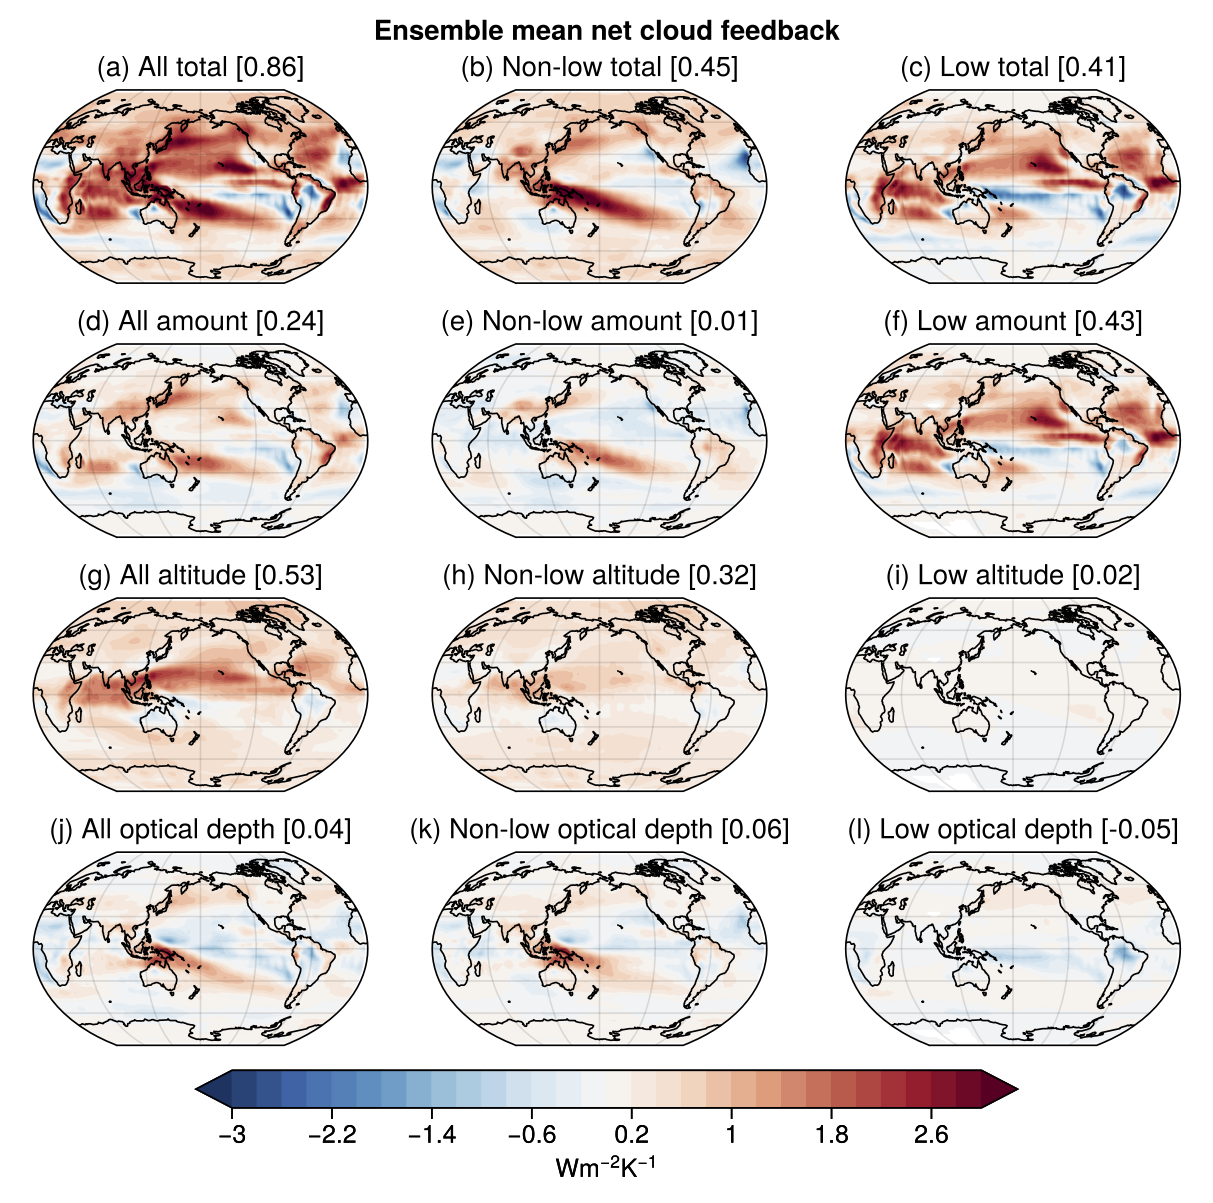 Ensemble mean net cloud feedback
(a) All total [0.86]
(b) Non-low total [0.45]
(c) Low total [0.41]
(d) All amount [0.24]
(e) Non-low amount [0.01]
(f) Low amount [0.43]
(g) All altitude [0.53]
(h) Non-low altitude [0.32]
(i) Low altitude [0.02]
(j) All optical depth [0.04]
(k) Non-low optical depth [0.06]
(l) Low optical depth [-0.05]
−3 −2.2 −1.4 −0.6 0.2 1 1.8 2.6
Wm⁻²K⁻¹